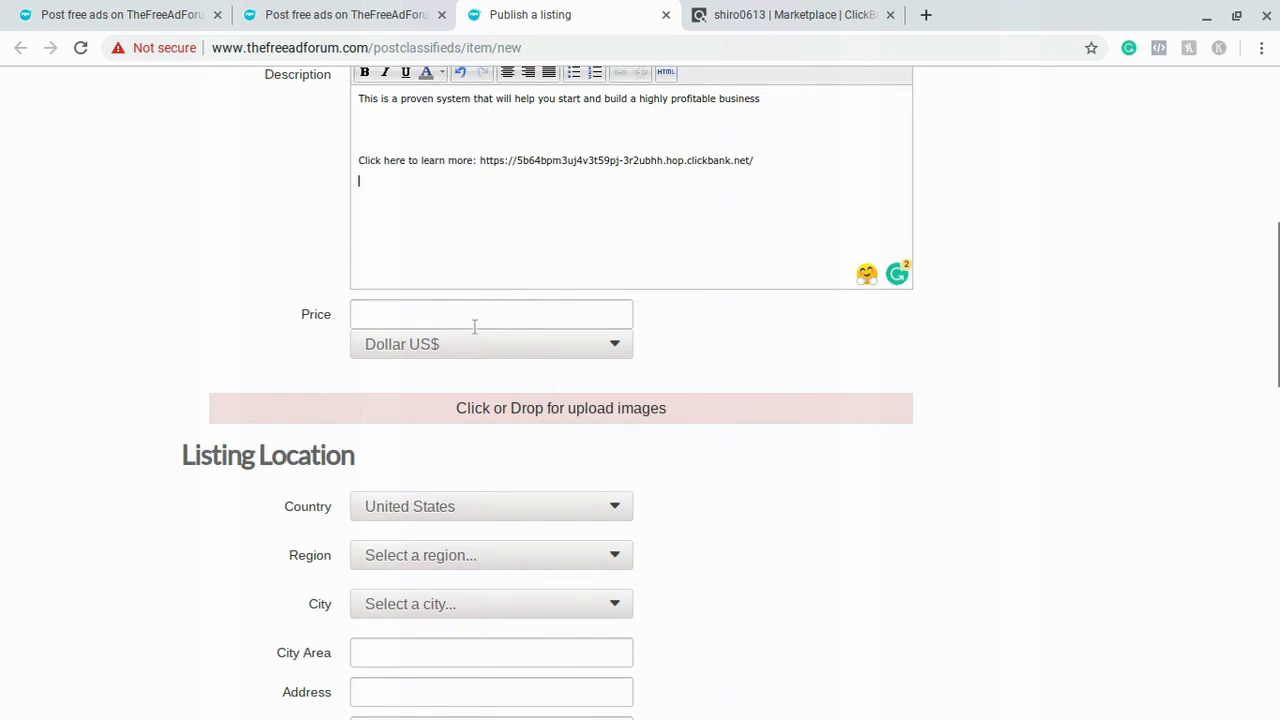 Post free ads on TheFreeAdForu
Post free ads on TheFreeAdForu
Publish a listing
shiro0613 | Marketplace | ClickB
Not secure
www.thefreeadforum.com/postclassifieds/item/new
Description
B I U A HTML
This is a proven system that will help you start and build a highly profitable business
Click here to learn more: https://5b64bpm3uj4v3t59pj-3r2ubhh.hop.clickbank.net/
2
Price
Dollar US$
Click or Drop for upload images
Listing Location
Country
United States
Region
Select a region...
City
Select a city...
City Area
Address